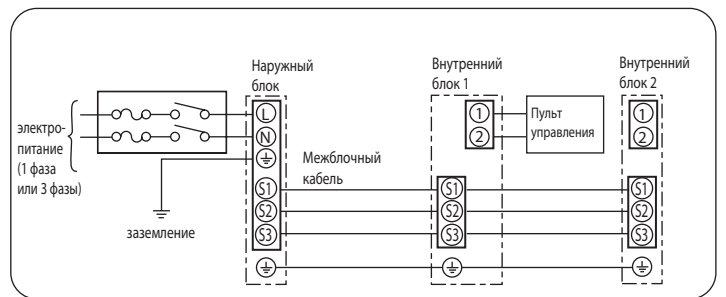 Наружный
блок
Внутренний
блок 1
Внутренний
блок 2
электро-
питание
(1 фаза
или 3 фазы)
L
N
заземление
Межблочный
кабель
S1
S2
S3
1
2
Пульт
управления
S1
S2
S3
1
2
S1
S2
S3